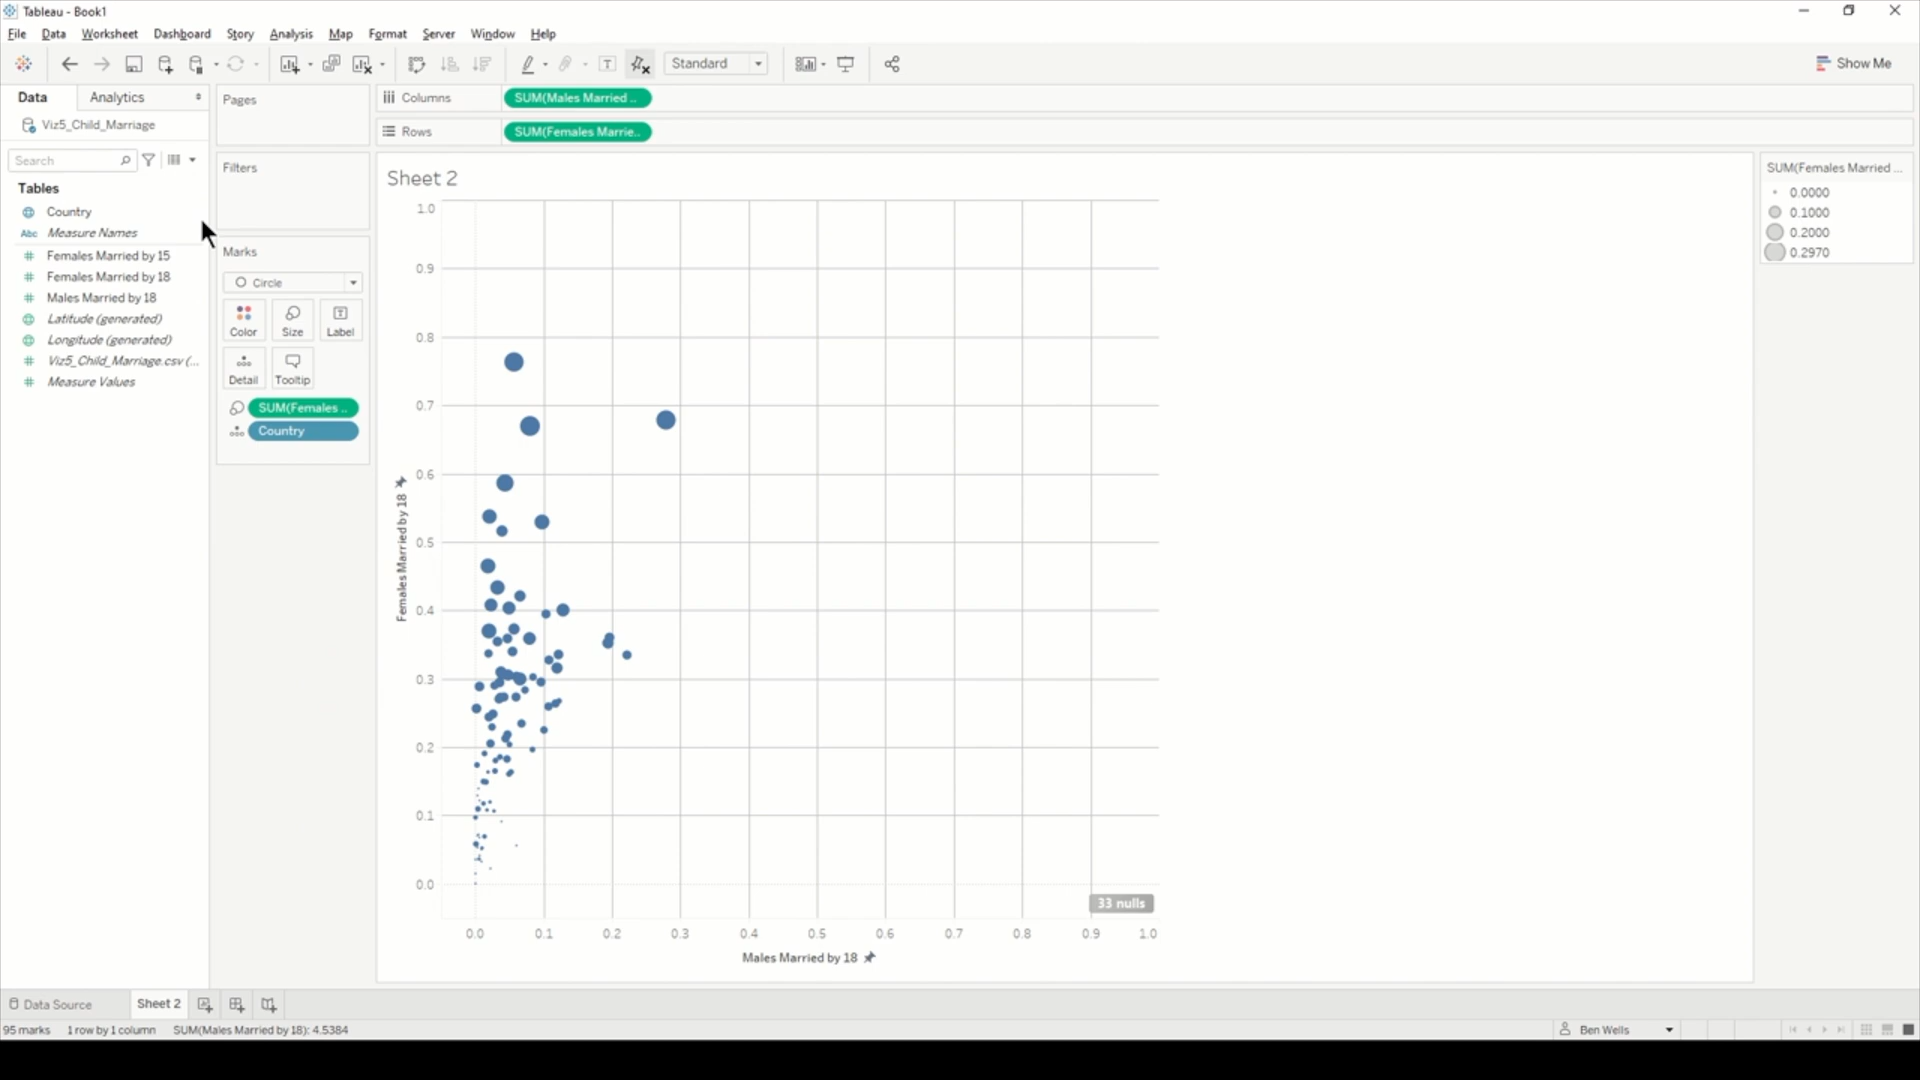 Tableau - Book1
File Data Worksheet Dashboard Story Analysis Map Format Server Window Help
Standard
Show Me
Data Analytics
Pages
Columns SUM(Males Married ..
Viz5_Child_Marriage
Rows SUM(Females Marrie..
Search
Filters
Tables
Country
Abc Measure Names
Females Married by 15
Females Married by 18
Males Married by 18
Latitude (generated)
Longitude (generated)
Viz5_Child_Marriage.csv (...
Measure Values
Marks
Circle
Color Size Label
Detail Tooltip
SUM(Females ..
Country
Sheet 2
1.0
0.9
0.8
0.7
0.6
0.5
0.4
0.3
0.2
0.1
0.0
Females Married by 18
33 nulls
0.0 0.1 0.2 0.3 0.4 0.5 0.6 0.7 0.8 0.9 1.0
Males Married by 18
SUM(Females Married ...
0.0000
0.1000
0.2000
0.2970
Data Source Sheet 2
95 marks 1 row by 1 column SUM(Males Married by 18): 4.5384
Ben Wells